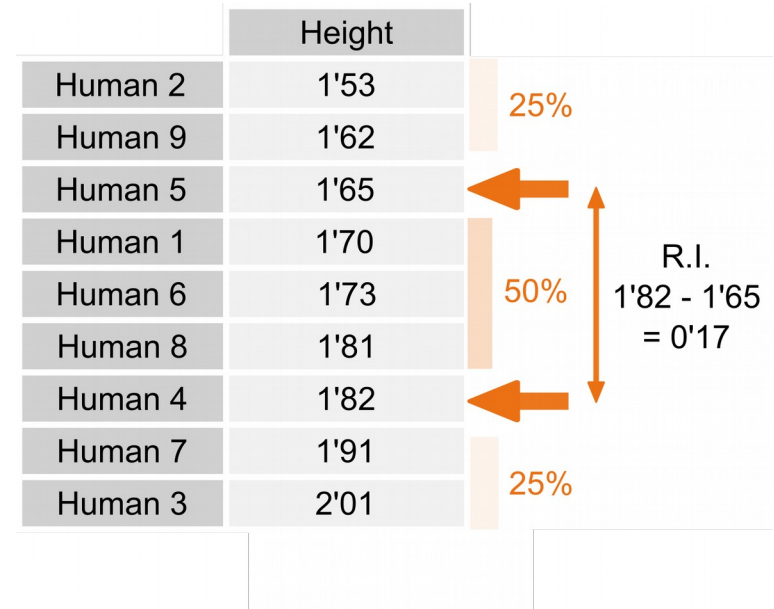 Height
Human 2 1'53
25%
Human 9 1'62
Human 5 1'65
Human 1 1'70
R.I.
Human 6 1'73
50%
1'82 - 1'65
= 0'17
Human 8 1'81
Human 4 1'82
Human 7 1'91
25%
Human 3 2'01